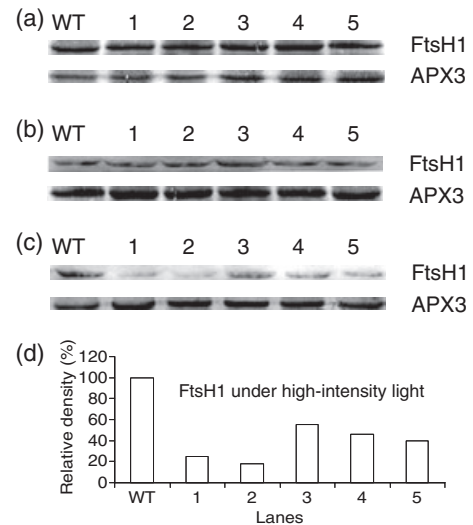 (a) WT 1 2 3 4 5
FtsH1
APX3
(b) WT 1 2 3 4 5
FtsH1
APX3
(c) WT 1 2 3 4 5
FtsH1
APX3
(d)
Relative density (%)
120
100
80
60
40
20
0
FtsH1 under high-intensity light
WT 1 2 3 4 5
Lanes